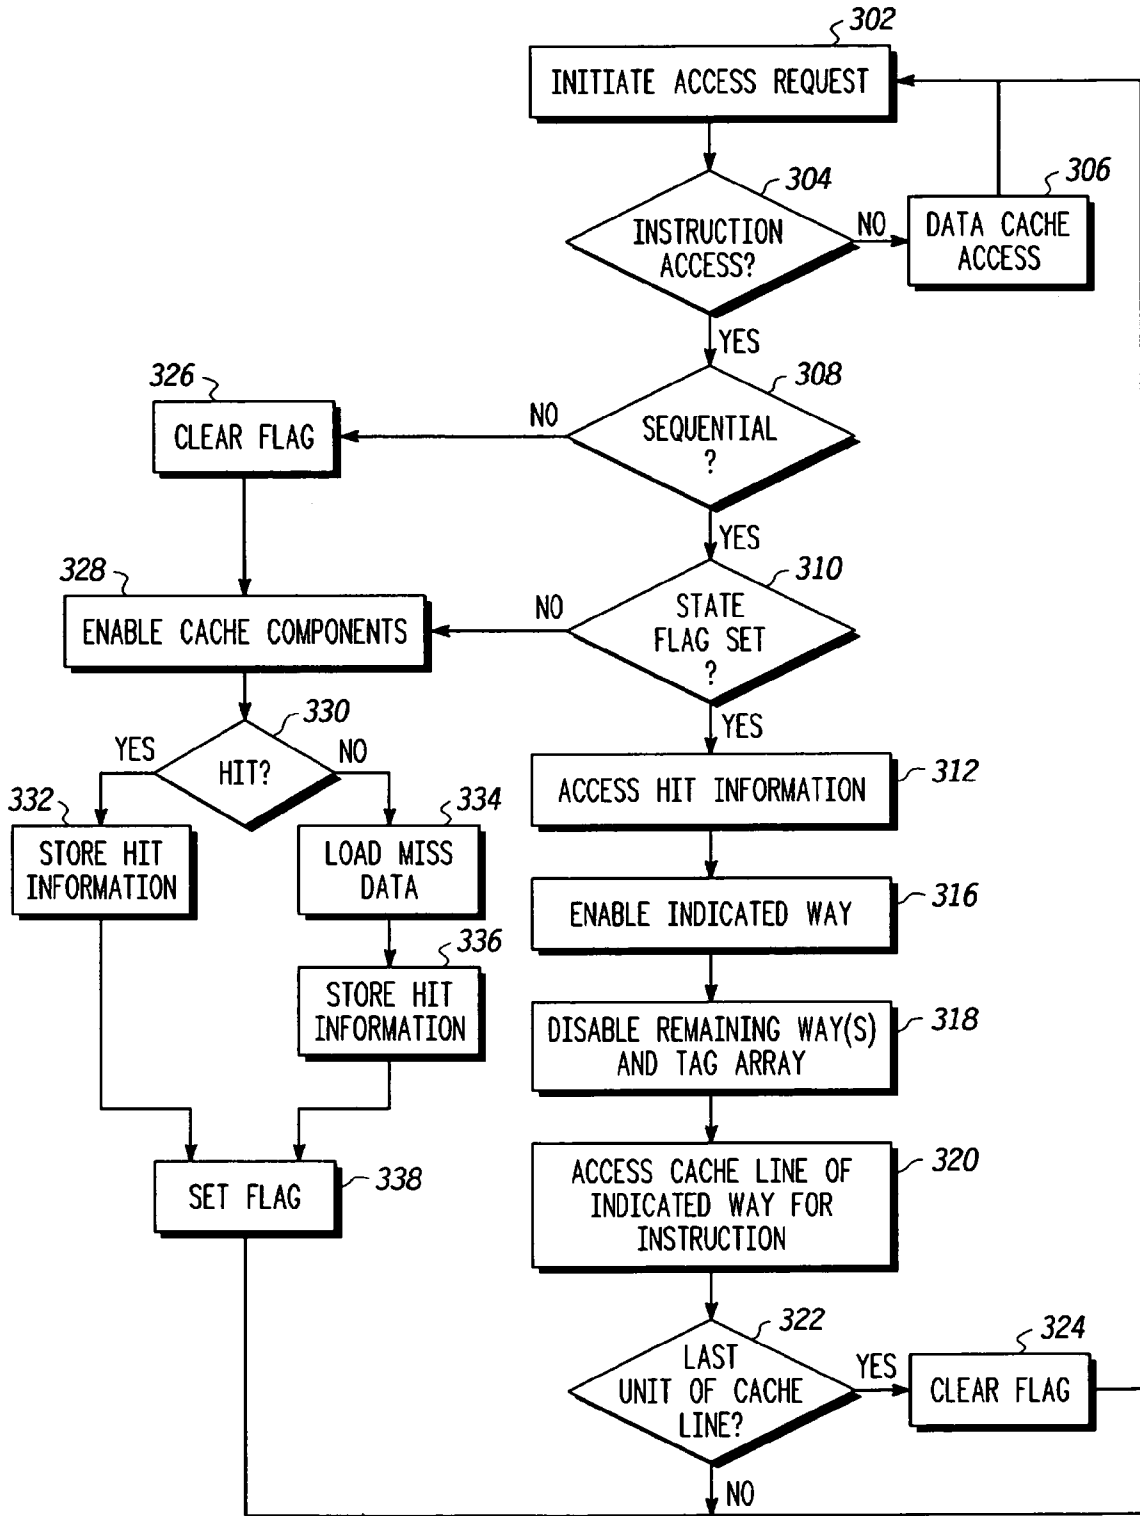 302
INITIATE ACCESS REQUEST
304
INSTRUCTION
ACCESS?
NO
306
DATA CACHE
ACCESS
YES
308
SEQUENTIAL
?
NO
326
CLEAR FLAG
YES
310
STATE
FLAG SET
?
NO
328
ENABLE CACHE COMPONENTS
YES
330
HIT?
YES
NO
332
STORE HIT
INFORMATION
334
LOAD MISS
DATA
336
STORE HIT
INFORMATION
SET FLAG
338
312
ACCESS HIT INFORMATION
316
ENABLE INDICATED WAY
318
DISABLE REMAINING WAY(S)
AND TAG ARRAY
320
ACCESS CACHE LINE OF
INDICATED WAY FOR
INSTRUCTION
322
LAST
UNIT OF CACHE
LINE?
YES
324
CLEAR FLAG
NO